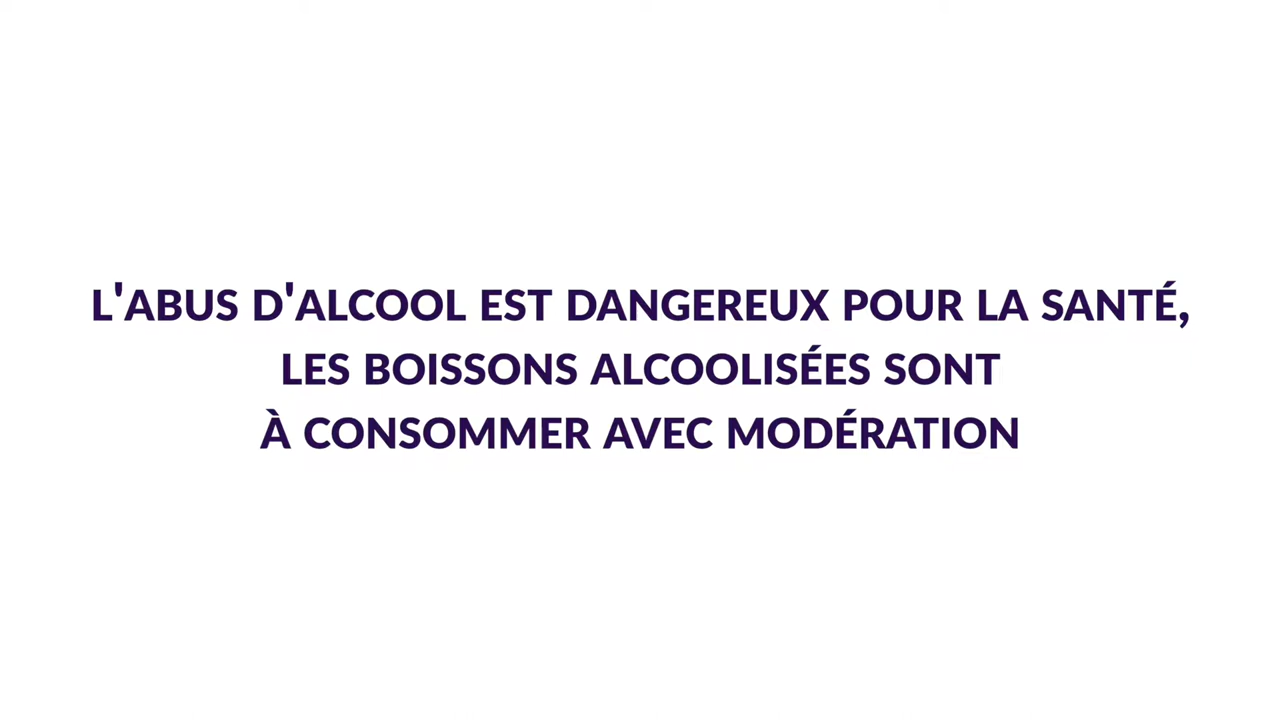 L'ABUS D'ALCOOL EST DANGEREUX POUR LA SANTÉ,
LES BOISSONS ALCOOLISÉES SONT
À CONSOMMER AVEC MODÉRATION